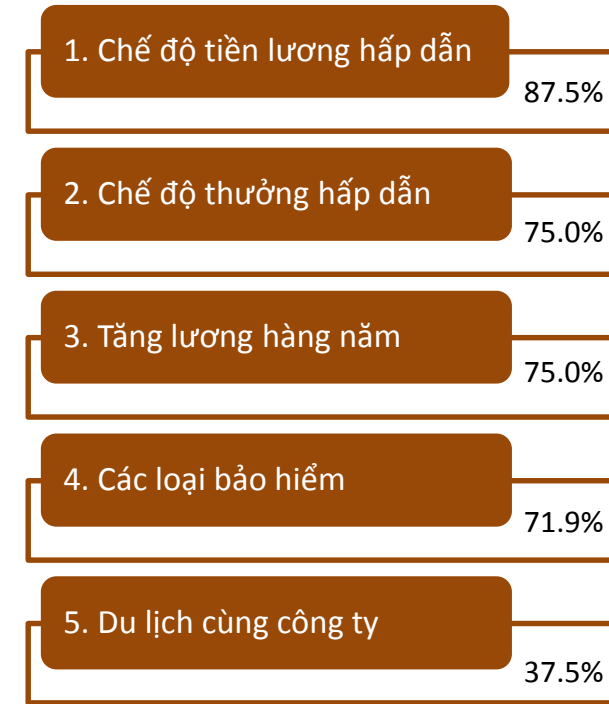 1. Chế độ tiền lương hấp dẫn
87.5%
2. Chế độ thưởng hấp dẫn
75.0%
3. Tăng lương hàng năm
75.0%
4. Các loại bảo hiểm
71.9%
5. Du lịch cùng công ty
37.5%